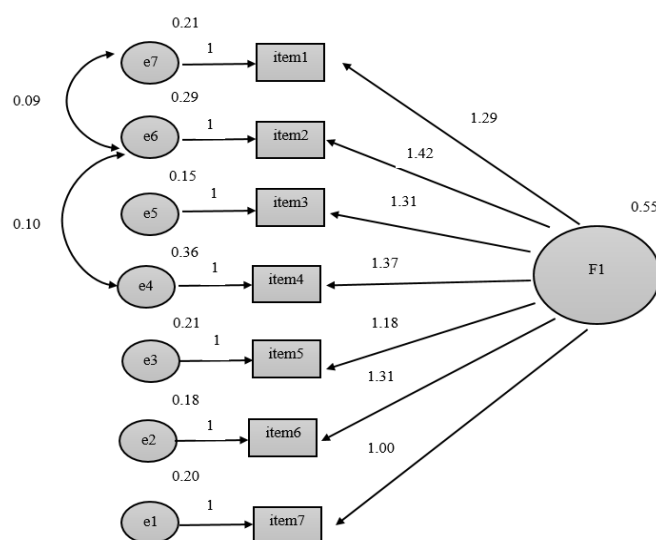 0.21
e7
1
item1
0.09
0.29
1.29
e6
1
item2
1.42
0.15
1.31
0.55
e5
1
item3
0.10
0.36
F1
e4
1
item4
1.37
0.21
1.18
e3
1
item5
1.31
0.18
e2
1
item6
1.00
0.20
e1
1
item7